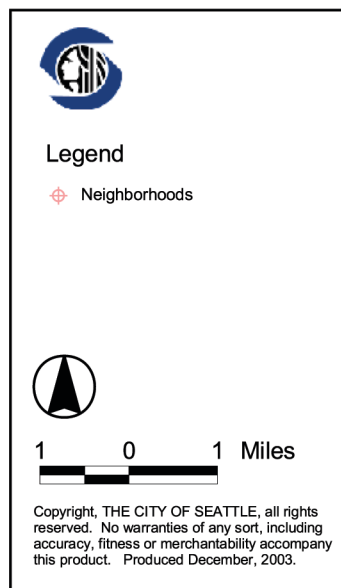 Legend
Neighborhoods
1 0 1 Miles
Copyright, THE CITY OF SEATTLE, all rights
reserved. No warranties of any sort, including
accuracy, fitness or merchantability accompany
this product. Produced December, 2003.